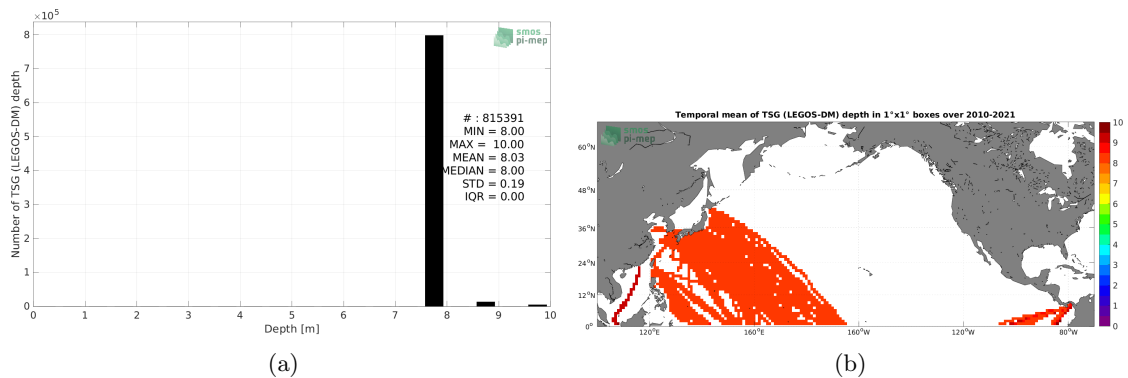 ×10⁵
8
7
6
5
4
3
2
1
0
Number of TSG (LEGOS-DM) depth
smos
pi-mep
# : 815391
MIN = 8.00
MAX = 10.00
MEAN = 8.03
MEDIAN = 8.00
STD = 0.19
IQR = 0.00
0 1 2 3 4 5 6 7 8 9 10
Depth [m]
(a)
Temporal mean of TSG (LEGOS-DM) depth in 1°x1° boxes over 2010-2021
smos
pi-mep
60°N
48°N
36°N
24°N
12°N
0°
120°E 160°E 160°W 120°W 80°W
10
9
8
7
6
5
4
3
2
1
0
(b)